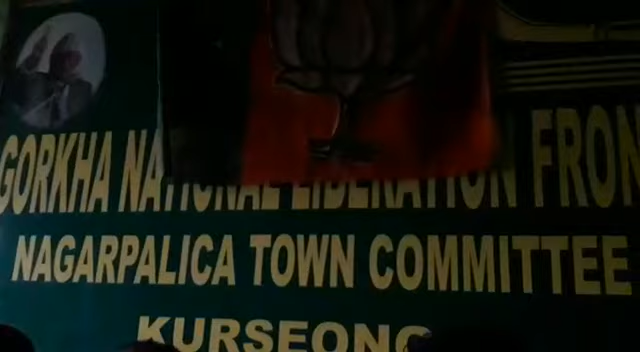 GORKHA NATIONAL LIBERATION FRON
NAGARPALICA TOWN COMMITTEE
KURSEONG